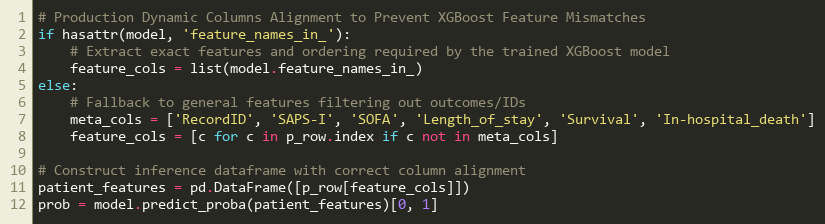 1 # Production Dynamic Columns Alignment to Prevent XGBoost Feature Mismatches
2 if hasattr(model, 'feature_names_in_'):
3     # Extract exact features and ordering required by the trained XGBoost model
4     feature_cols = list(model.feature_names_in_)
5 else:
6     # Fallback to general features filtering out outcomes/IDs
7     meta_cols = ['RecordID', 'SAPS-I', 'SOFA', 'Length_of_stay', 'Survival', 'In-hospital_death']
8     feature_cols = [c for c in p_row.index if c not in meta_cols]
9
10 # Construct inference dataframe with correct column alignment
11 patient_features = pd.DataFrame([p_row[feature_cols]])
12 prob = model.predict_proba(patient_features)[0, 1]